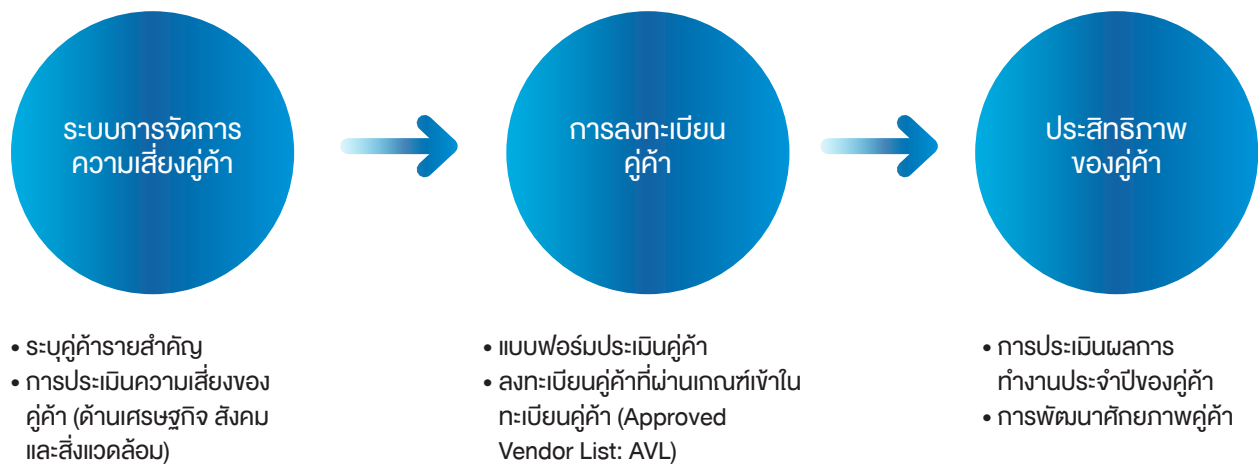 ระบบการจัดการ
ความเสี่ยงคู่ค้า
การลงทะเบียน
คู่ค้า
ประสิทธิภาพ
ของคู่ค้า
• ระบุคู่ค้ารายสำคัญ
• การประเมินความเสี่ยงของ
คู่ค้า (ด้านเศรษฐกิจ สังคม
และสิ่งแวดล้อม)
• แบบฟอร์มประเมินคู่ค้า
• ลงทะเบียนคู่ค้าที่ผ่านเกณฑ์เข้าใน
ทะเบียนคู่ค้า (Approved
Vendor List: AVL)
• การประเมินผลการ
ทำงานประจำปีของคู่ค้า
• การพัฒนาศักยภาพคู่ค้า